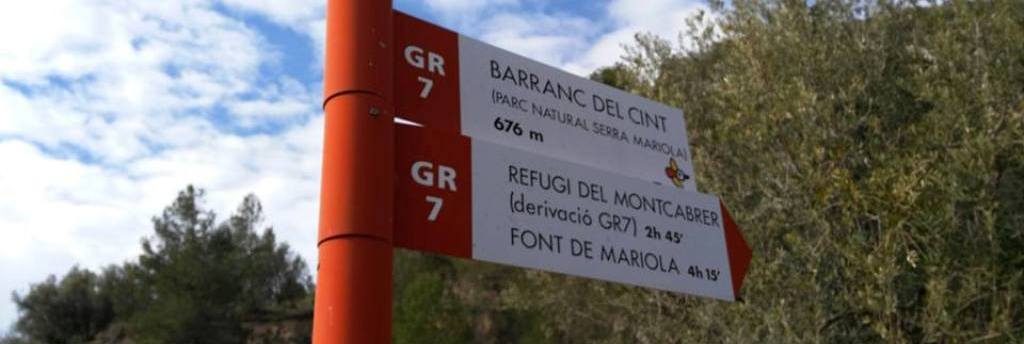 GR
7
BARRANC DEL CINT
(PARC NATURAL SERRA MARIOLA)
676 m
GR
7
REFUGI DEL MONTCABRER
(derivació GR7) 2h 45'
FONT DE MARIOLA 4h 15'